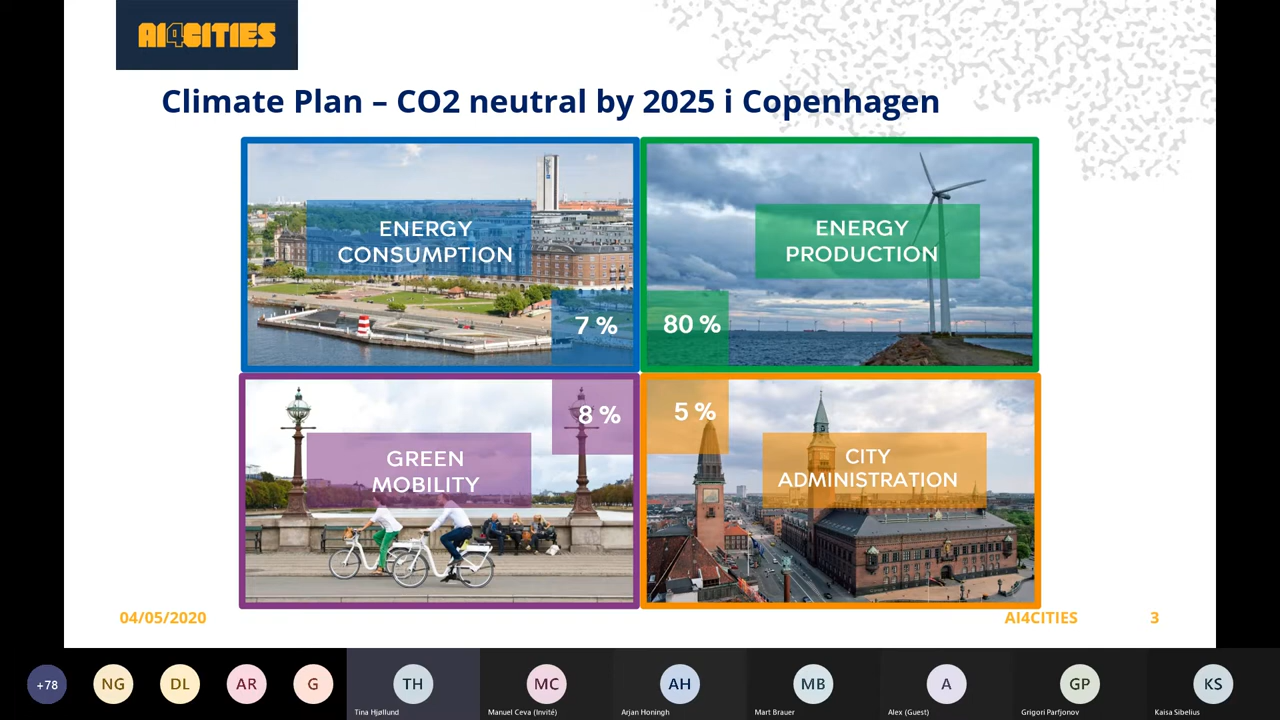 AI4CITIES
Climate Plan – CO2 neutral by 2025 i Copenhagen
ENERGY
CONSUMPTION
7 %
ENERGY
PRODUCTION
80 %
8 %
GREEN
MOBILITY
5 %
CITY
ADMINISTRATION
04/05/2020
AI4CITIES
3
+78
NG
DL
AR
G
TH
Tina Hjøllund
MC
Manuel Ceva (Invité)
AH
Arjan Honingh
MB
Mart Brauer
A
Alex (Guest)
GP
Grigori Parfjonov
KS
Kaisa Sibelius